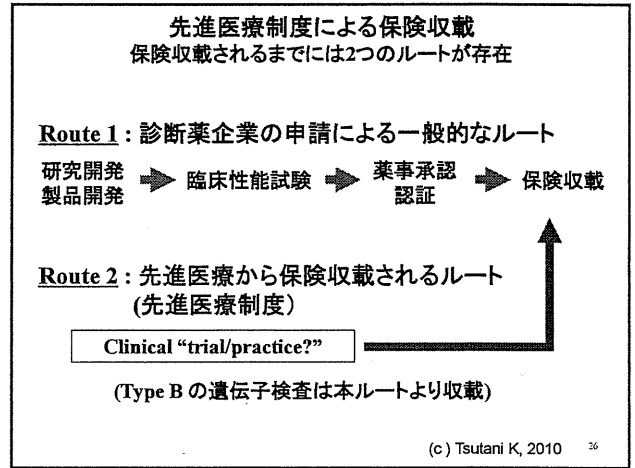 先進医療制度による保険収載
保険収載されるまでには2つのルートが存在
Route 1 : 診断薬企業の申請による一般的なルート
研究開発
製品開発
臨床性能試験
薬事承認
認証
保険収載
Route 2 : 先進医療から保険収載されるルート
(先進医療制度)
Clinical “trial/practice?”
(Type B の遺伝子検査は本ルートより収載)
(c ) Tsutani K, 2010
26